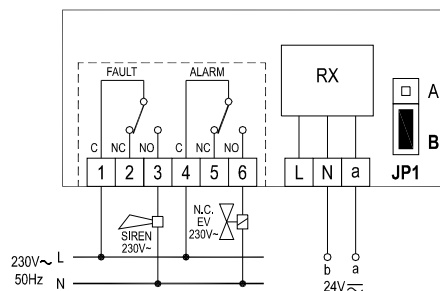 FAULT ALARM
RX
A
B
C NC NO C NC NO
1 2 3 4 5 6
L N a
JP1
SIREN
230V~
N.C.
EV
230V~
230V~ L
50Hz N
b a
24V